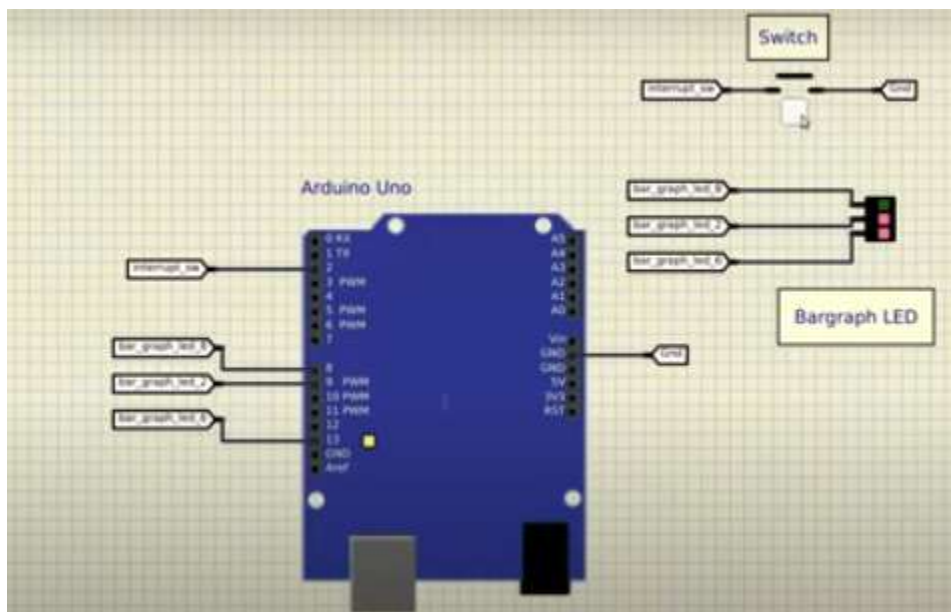 Switch
interrupt_sw
Gnd
Arduino Uno
bar_graph_led_2
bar_graph_led_6
Bargraph LED
interrupt_sw
bar_graph_led_2
bar_graph_led_6
Gnd
0 RX
1 TX
2
3 PWM
4
5 PWM
6 PWM
7
8
9 PWM
10 PWM
11 PWM
12
13
GND
Aref
A5
A4
A3
A2
A1
A0
Vin
GND
GND
5V
3V3
RST